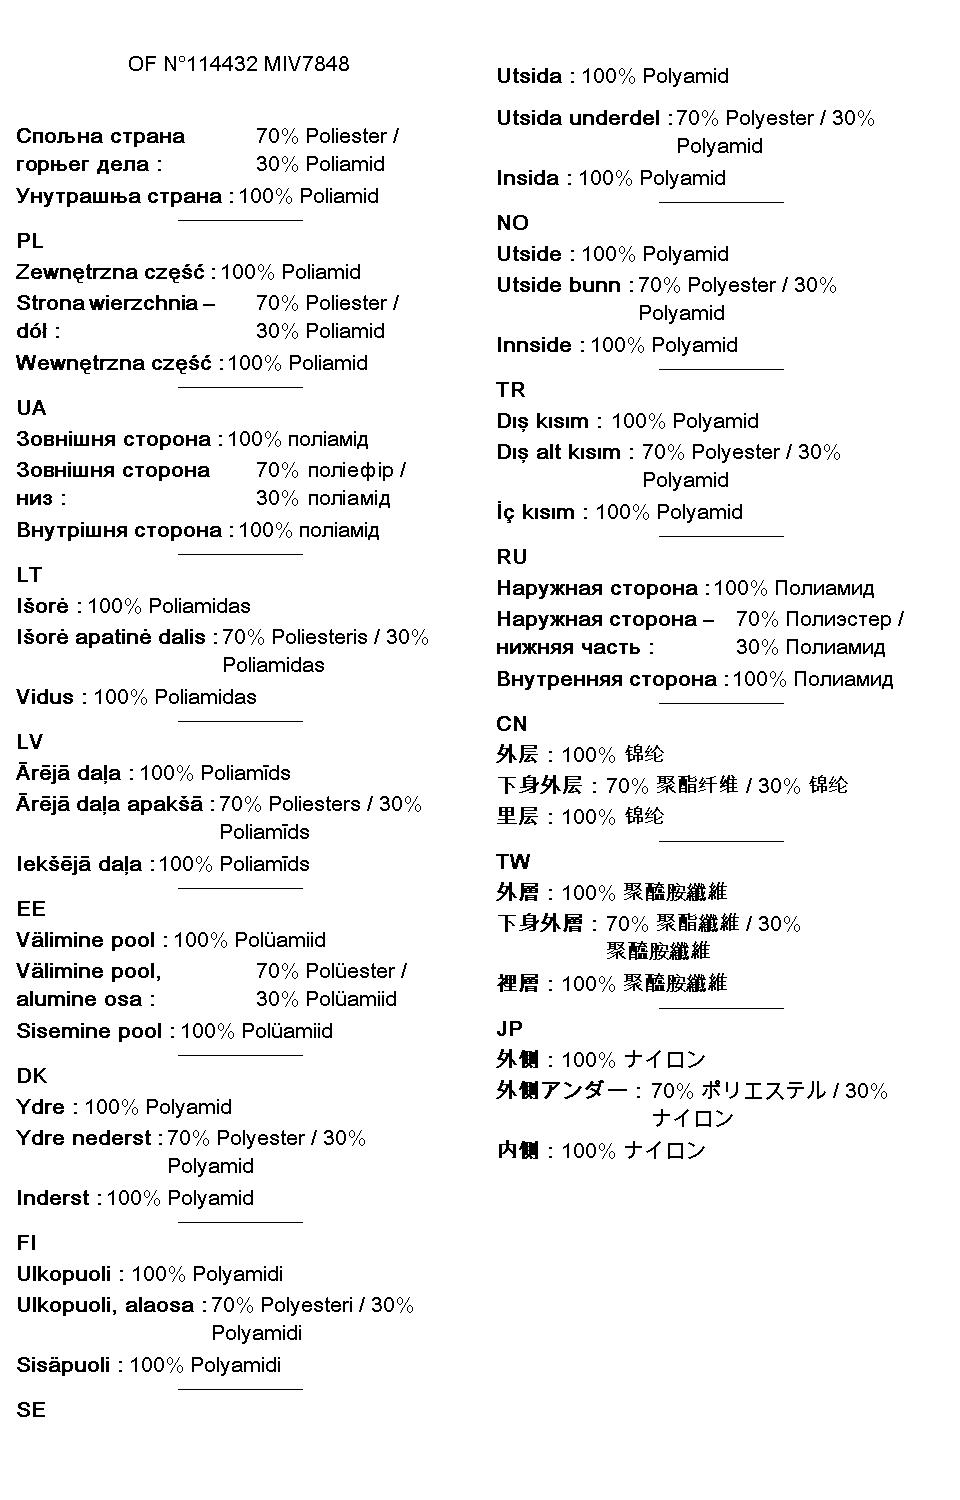 OF N°114432 MIV7848
Спољна страна 70% Poliester /
горњег дела : 30% Poliamid
Унутрашња страна : 100% Poliamid
PL
Zewnętrzna część : 100% Poliamid
Strona wierzchnia – 70% Poliester /
dół : 30% Poliamid
Wewnętrzna część : 100% Poliamid
UA
Зовнішня сторона : 100% поліамід
Зовнішня сторона 70% поліефір /
низ : 30% поліамід
Внутрішня сторона : 100% поліамід
LT
Išorė : 100% Poliamidas
Išorė apatinė dalis : 70% Poliesteris / 30%
Poliamidas
Vidus : 100% Poliamidas
LV
Ārējā daļa : 100% Poliamīds
Ārējā daļa apakšā : 70% Poliesters / 30%
Poliamīds
Iekšējā daļa : 100% Poliamīds
EE
Välimine pool : 100% Polüamiid
Välimine pool, 70% Polüester /
alumine osa : 30% Polüamiid
Sisemine pool : 100% Polüamiid
DK
Ydre : 100% Polyamid
Ydre nederst : 70% Polyester / 30%
Polyamid
Inderst : 100% Polyamid
FI
Ulkopuoli : 100% Polyamidi
Ulkopuoli, alaosa : 70% Polyesteri / 30%
Polyamidi
Sisäpuoli : 100% Polyamidi
SE
Utsida : 100% Polyamid
Utsida underdel : 70% Polyester / 30%
Polyamid
Insida : 100% Polyamid
NO
Utside : 100% Polyamid
Utside bunn : 70% Polyester / 30%
Polyamid
Innside : 100% Polyamid
TR
Dış kısım : 100% Polyamid
Dış alt kısım : 70% Polyester / 30%
Polyamid
İç kısım : 100% Polyamid
RU
Наружная сторона : 100% Полиамид
Наружная сторона – 70% Полиэстер /
нижняя часть : 30% Полиамид
Внутренняя сторона : 100% Полиамид
CN
外层 : 100% 锦纶
下身外层 : 70% 聚酯纤维 / 30% 锦纶
里层 : 100% 锦纶
TW
外層 : 100% 聚醯胺纖維
下身外層 : 70% 聚酯纖維 / 30%
聚醯胺纖維
裡層 : 100% 聚醯胺纖維
JP
外側 : 100% ナイロン
外側アンダー : 70% ポリエステル / 30%
ナイロン
内側 : 100% ナイロン